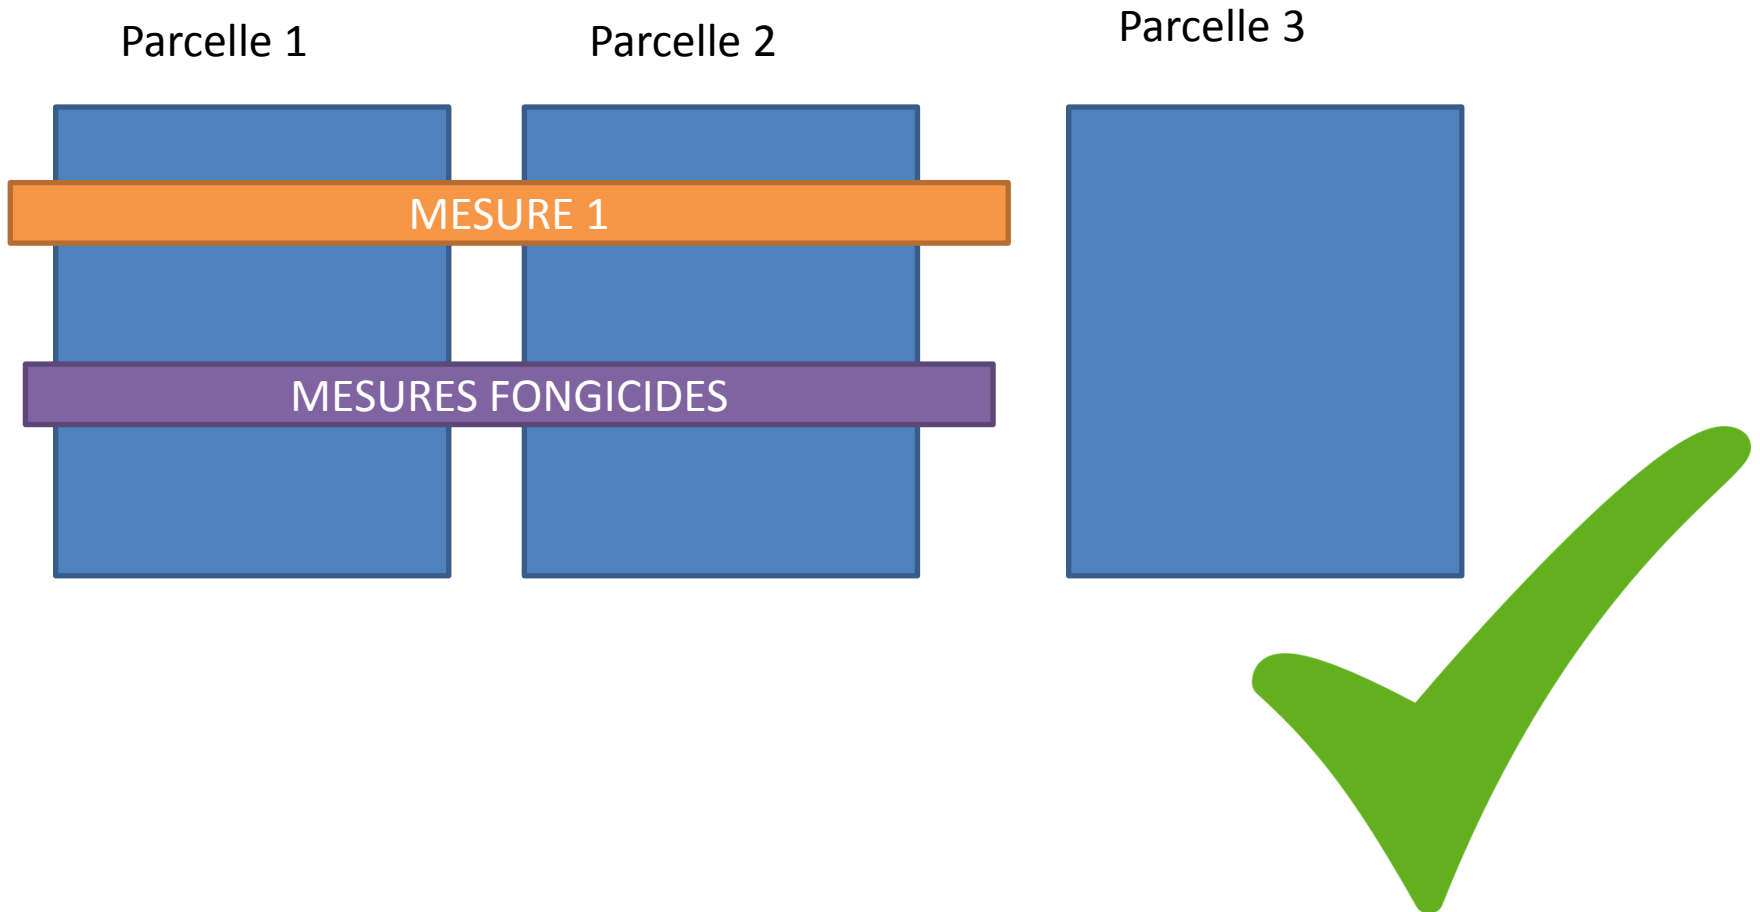 Parcelle 1
Parcelle 2
Parcelle 3
MESURE 1
MESURES FONGICIDES